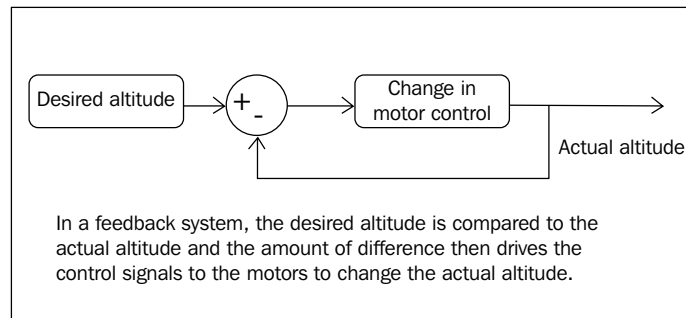 Desired altitude
+
-
Change in
motor control
Actual altitude
In a feedback system, the desired altitude is compared to the
actual altitude and the amount of difference then drives the
control signals to the motors to change the actual altitude.